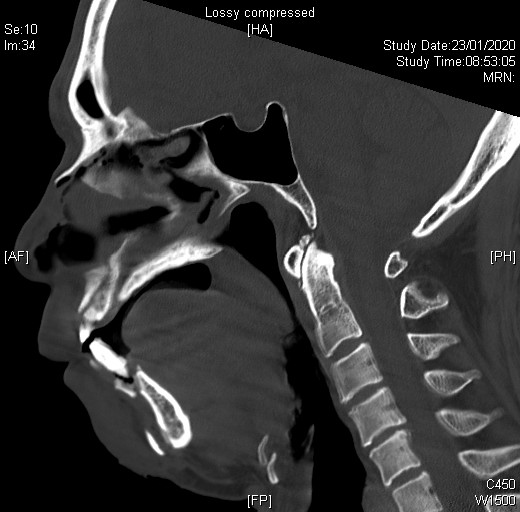 Lossy compressed
[HA]
Se:10
Im:34
Study Date:23/01/2020
Study Time:08:53:05
MRN:
[AF]
[PH]
[FP]
C450
W1500